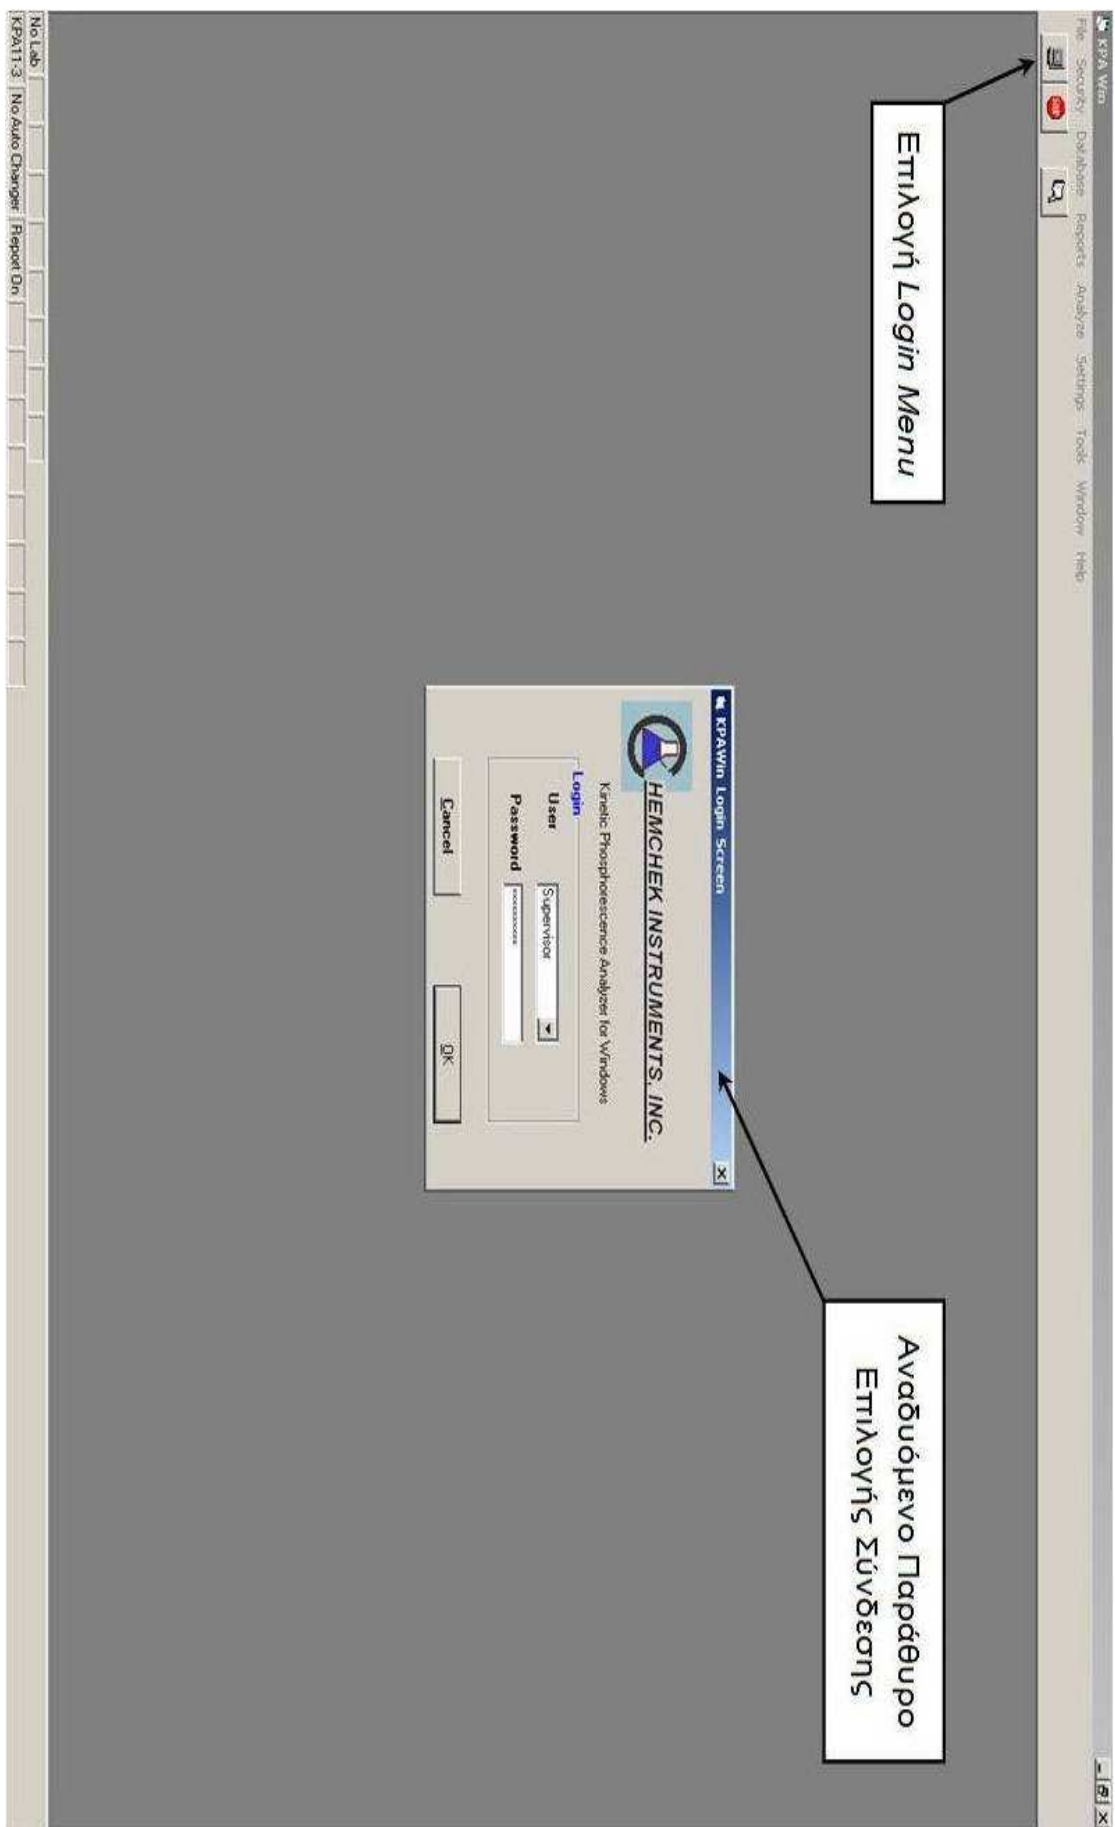 KPA Win
File Security Database Reports Analyze Settings Tools Window Help
Επιλογή Login Menu
Αναδυόμενο Παράθυρο
Επιλογής Σύνδεσης
KPAWin Login Screen
HEMCHEK INSTRUMENTS, INC.
Kinetic Phosphorescence Analyzer for Windows
Login
User Supervisor
Password xxxxxxxxxx
Cancel OK
No Lab
KPA11-3 No Auto Changer Report On